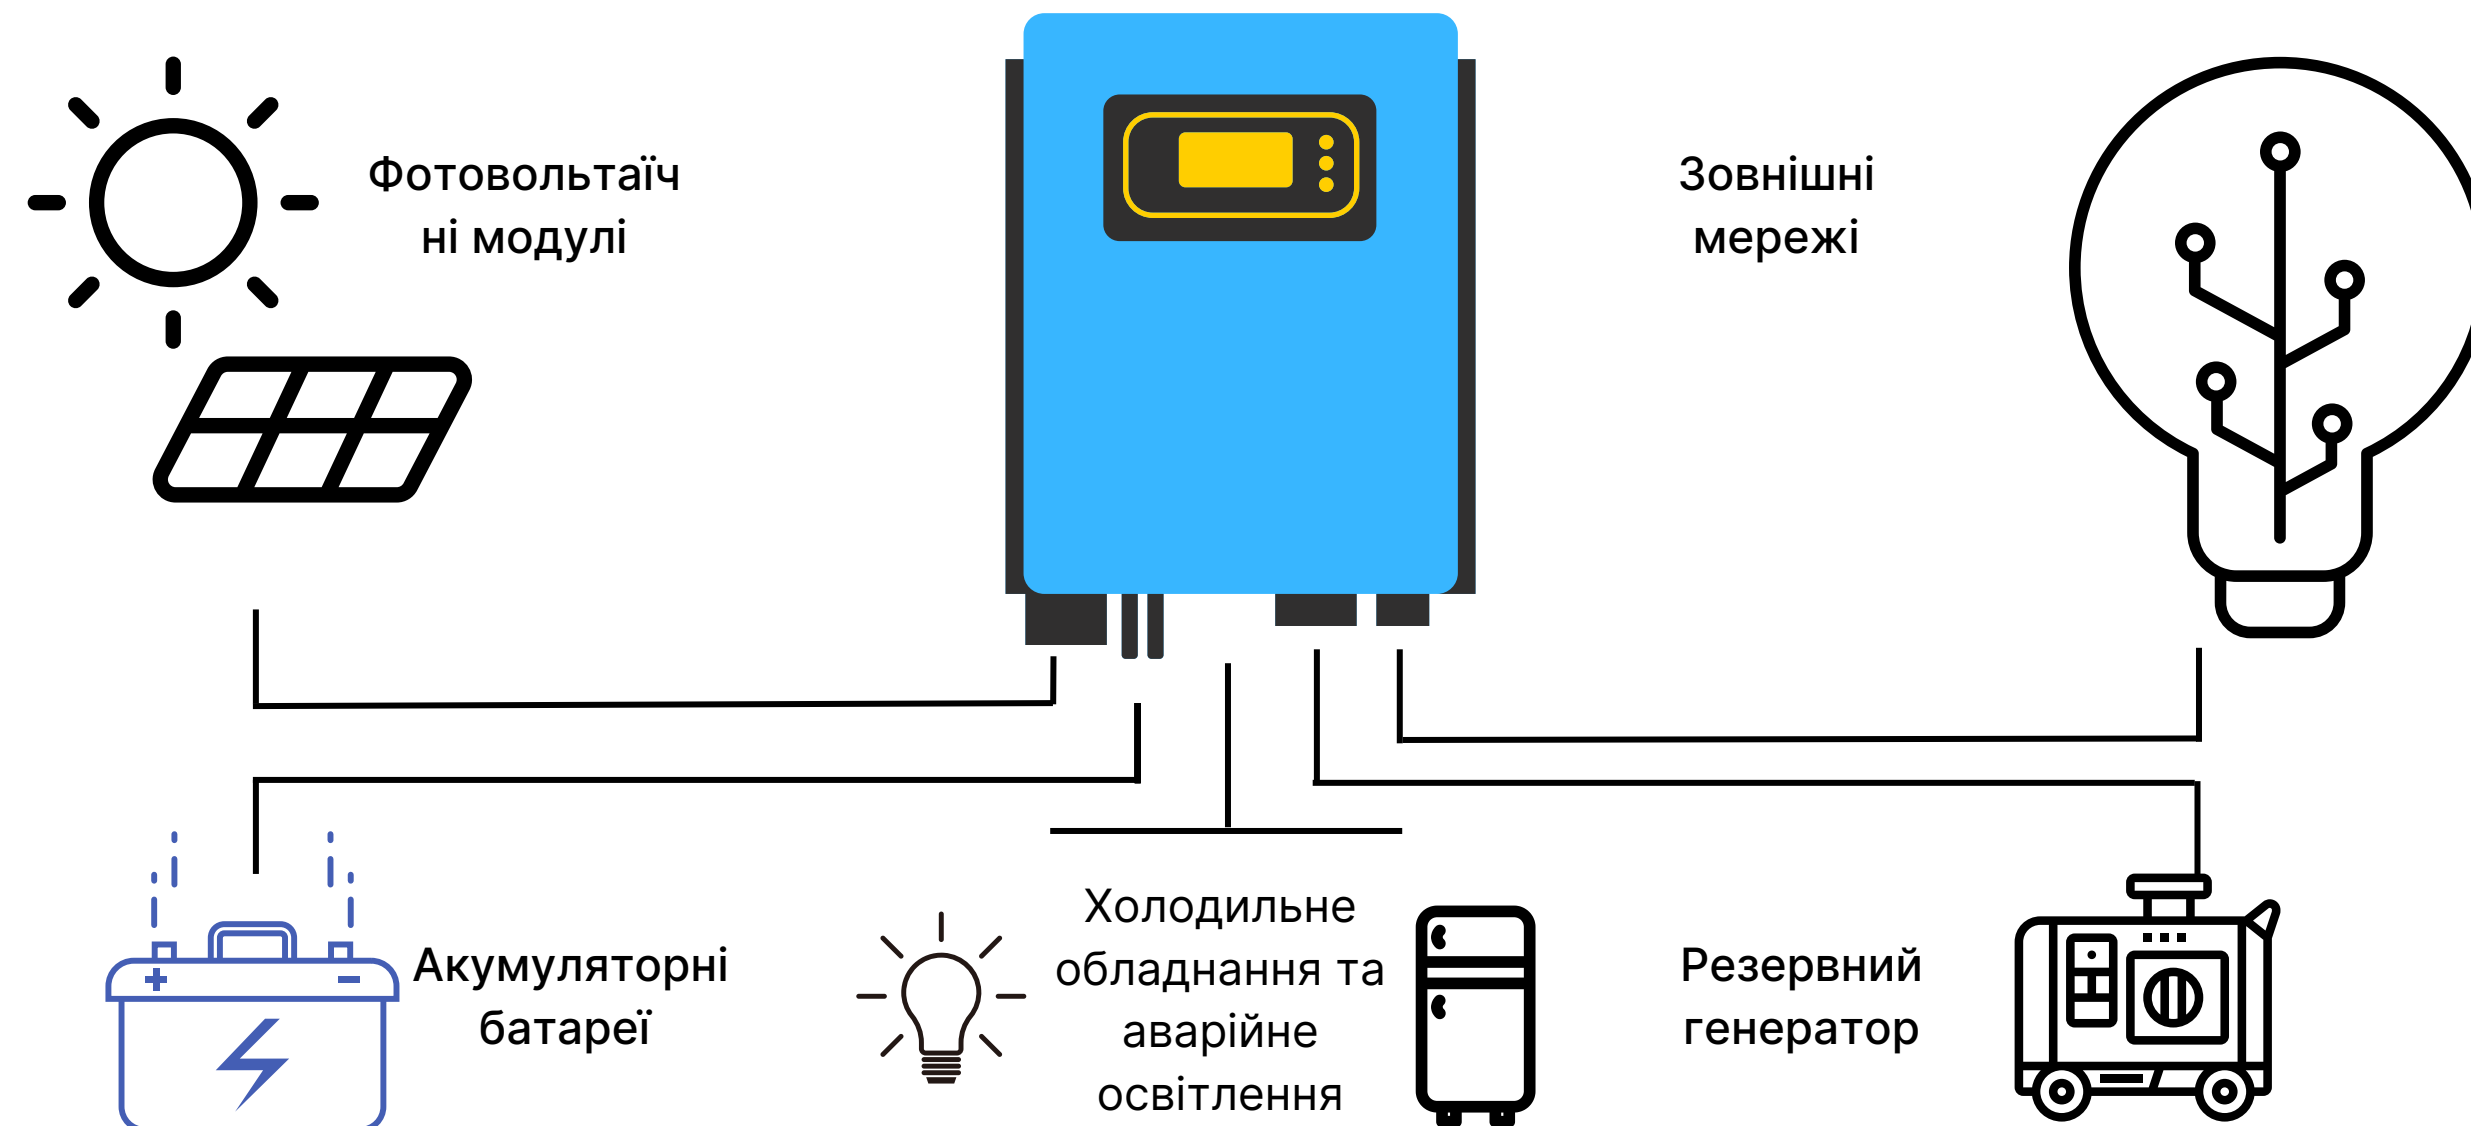 Фотовольтаїч
ні модулі
Зовнішні
мережі
Акумуляторні
батареї
Холодильне
обладнання та
аварійне
освітлення
Резервний
генератор